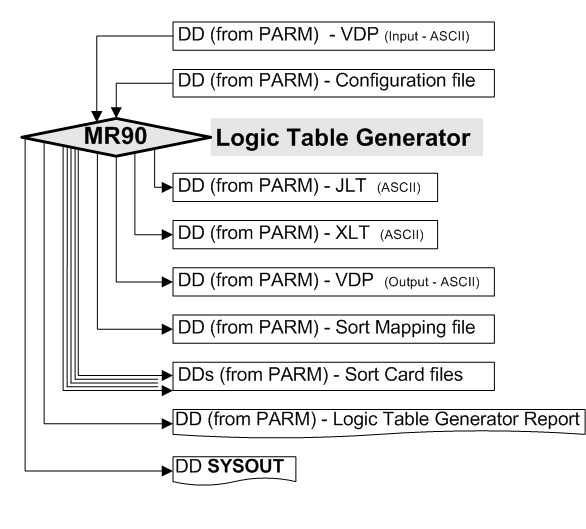 DD (from PARM) - VDP (Input - ASCII)
DD (from PARM) - Configuration file
MR90 Logic Table Generator
DD (from PARM) - JLT (ASCII)
DD (from PARM) - XLT (ASCII)
DD (from PARM) - VDP (Output - ASCII)
DD (from PARM) - Sort Mapping file
DDs (from PARM) - Sort Card files
DD (from PARM) - Logic Table Generator Report
DD SYSOUT